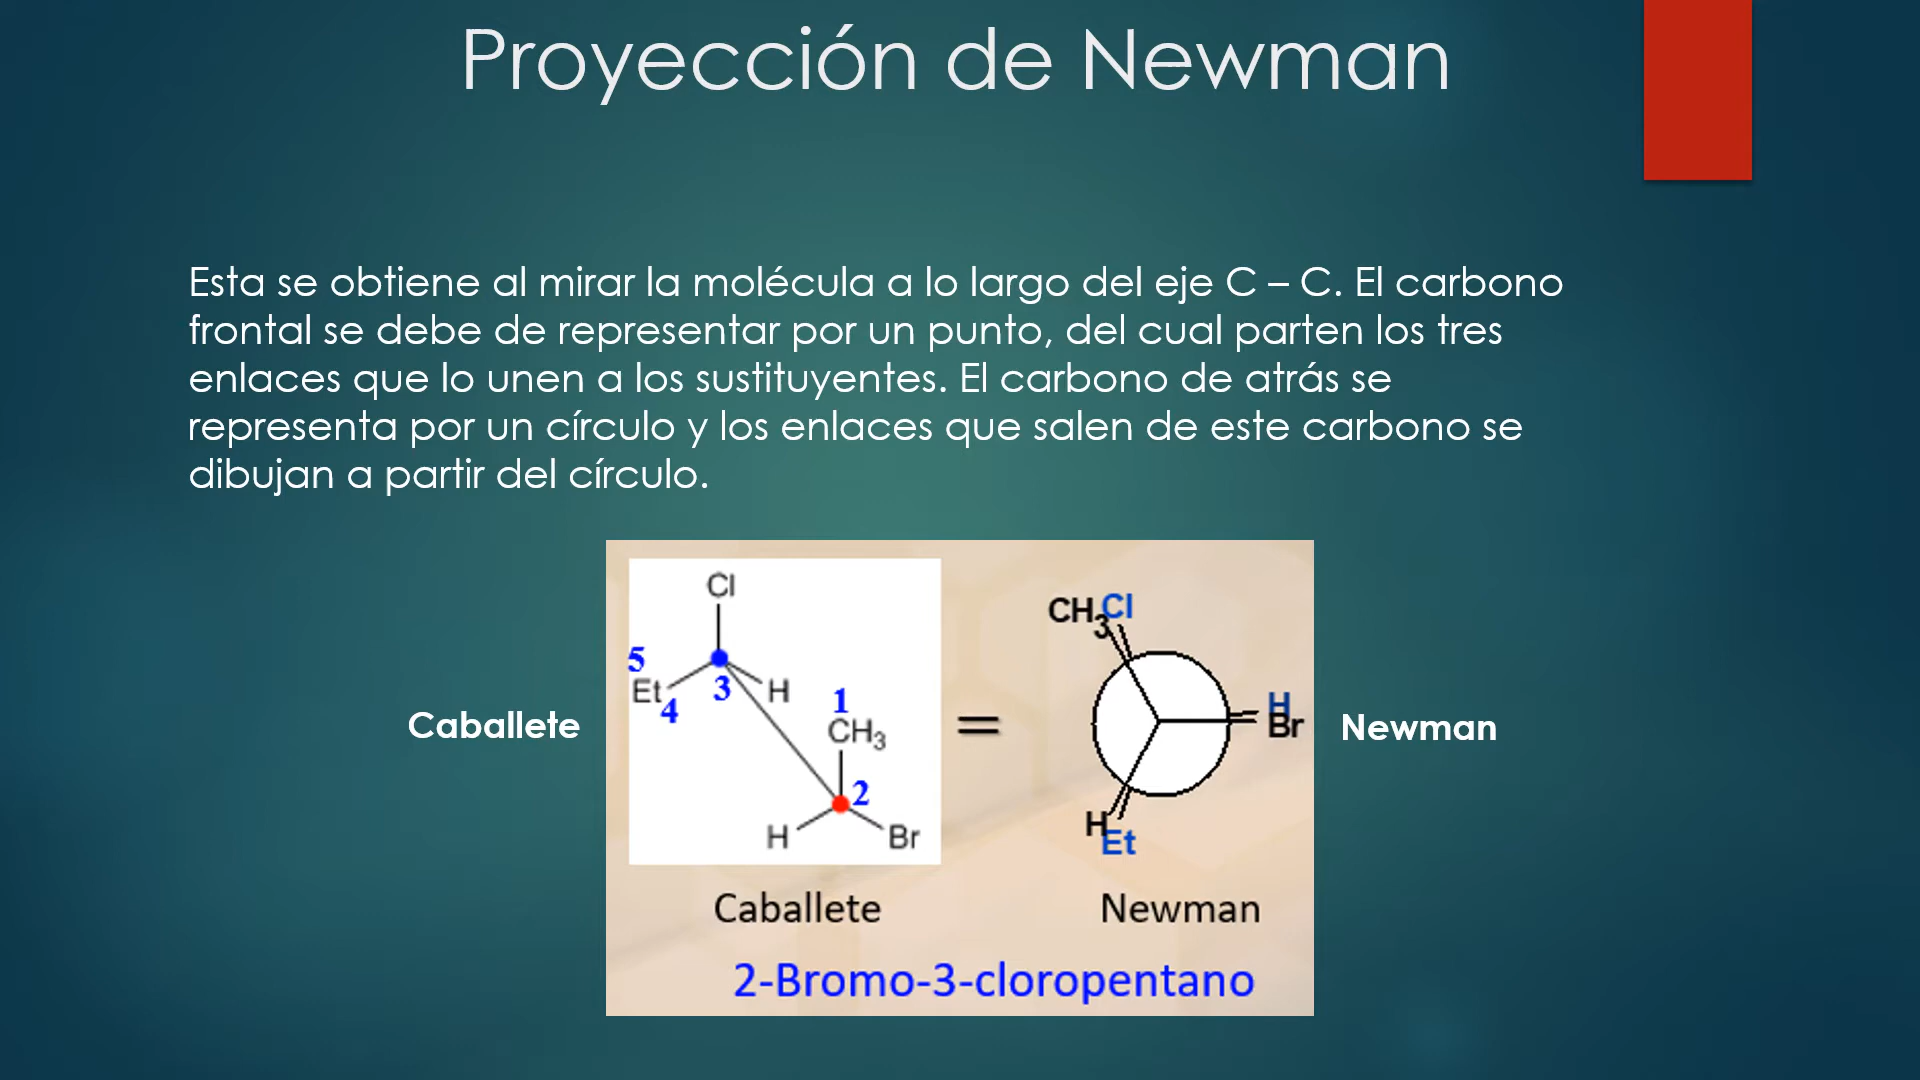 Proyección de Newman
Esta se obtiene al mirar la molécula a lo largo del eje C – C. El carbono
frontal se debe de representar por un punto, del cual parten los tres
enlaces que lo unen a los sustituyentes. El carbono de atrás se
representa por un círculo y los enlaces que salen de este carbono se
dibujan a partir del círculo.
Caballete
Cl
5
Et
4
3
H
1
CH3
2
H
Br
=
CH3
Cl
H
Br
H
Et
Newman
Caballete
Newman
2-Bromo-3-cloropentano